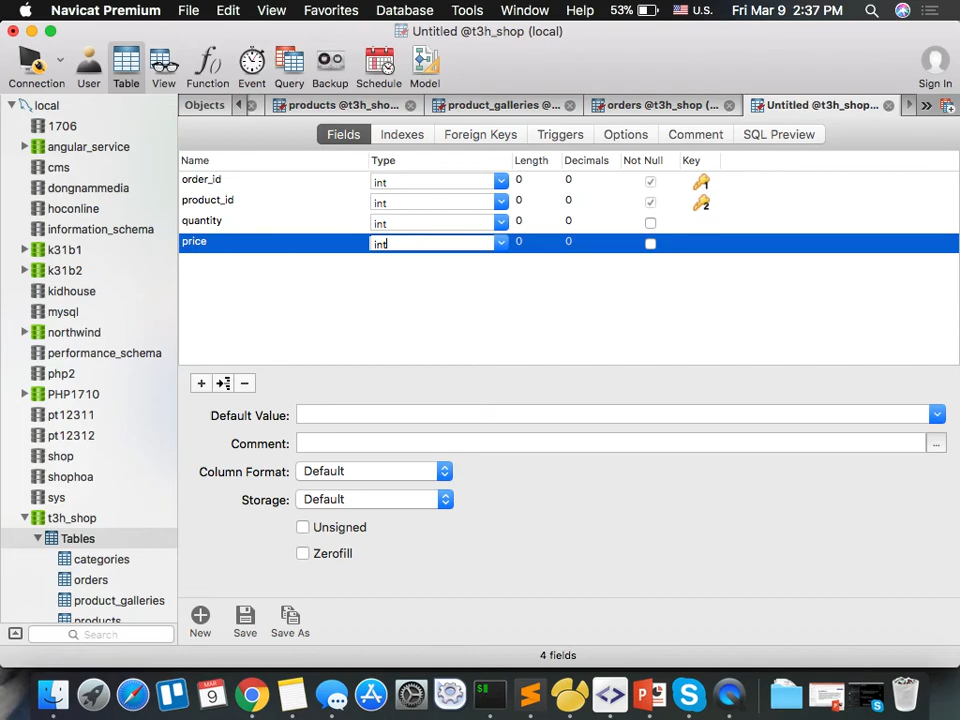 Navicat Premium File Edit View Favorites Database Tools Window Help 53% U.S. Fri Mar 9 2:37 PM
Untitled @t3h_shop (local)
Connection User Table View Function Event Query Backup Schedule Model Sign In
Objects products @t3h_sho... product_galleries @... orders @t3h_shop (... Untitled @t3h_shop...
Fields Indexes Foreign Keys Triggers Options Comment SQL Preview
Name Type Length Decimals Not Null Key
order_id int 0 0 1
product_id int 0 0 2
quantity int 0 0
price int 0 0
local
1706
angular_service
cms
dongnammedia
hoconline
information_schema
k31b1
k31b2
kidhouse
mysql
northwind
performance_schema
php2
PHP1710
pt12311
pt12312
shop
shophoa
sys
t3h_shop
Tables
categories
orders
product_galleries
products
Search
Default Value:
Comment: ...
Column Format: Default
Storage: Default
Unsigned
Zerofill
New Save Save As
4 fields
MAR
9